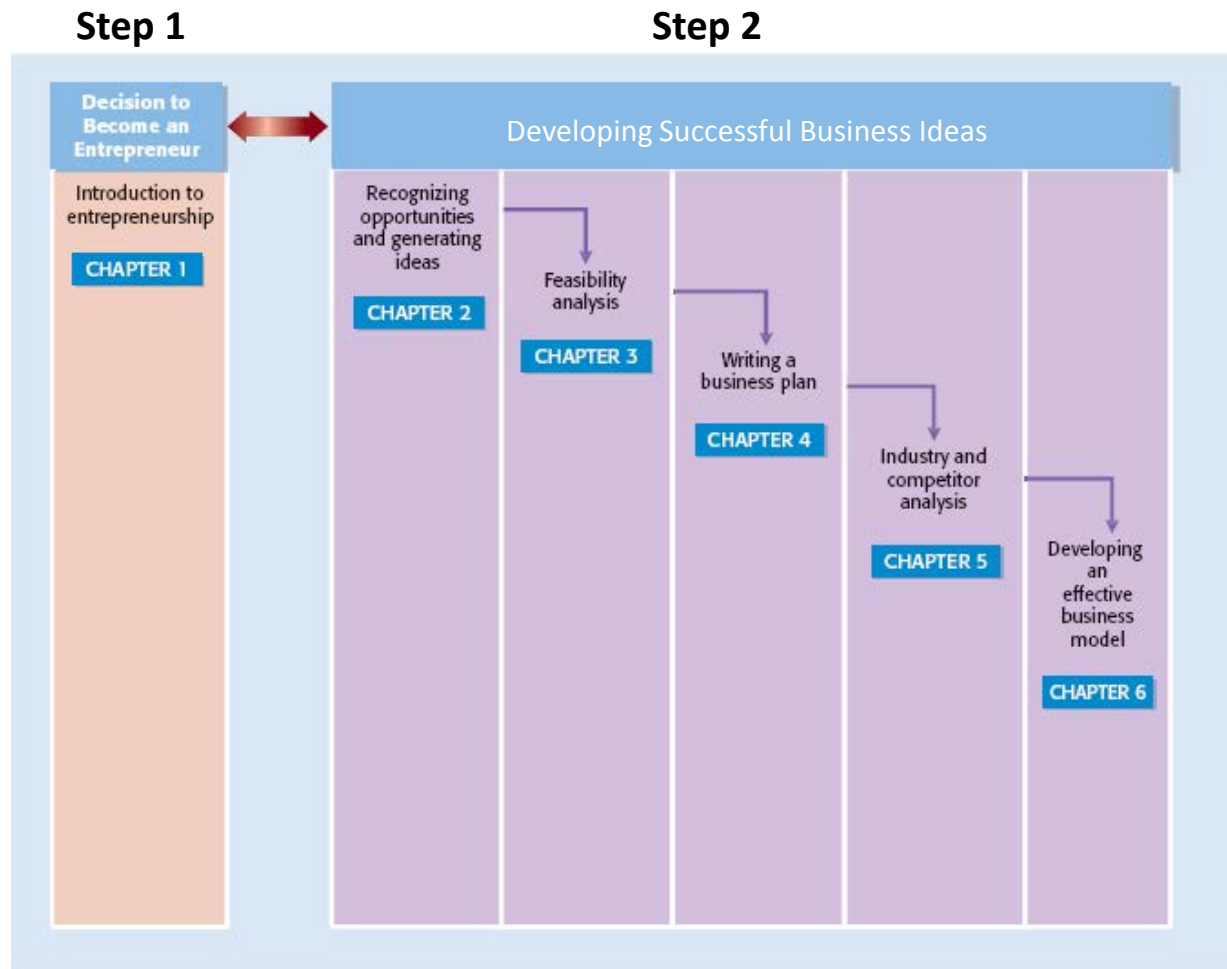 Step 1
Step 2
Decision to
Become an
Entrepreneur
Developing Successful Business Ideas
Introduction to
entrepreneurship
CHAPTER 1
Recognizing
opportunities
and generating
ideas
CHAPTER 2
Feasibility
analysis
CHAPTER 3
Writing a
business plan
CHAPTER 4
Industry and
competitor
analysis
CHAPTER 5
Developing
an
effective
business
model
CHAPTER 6